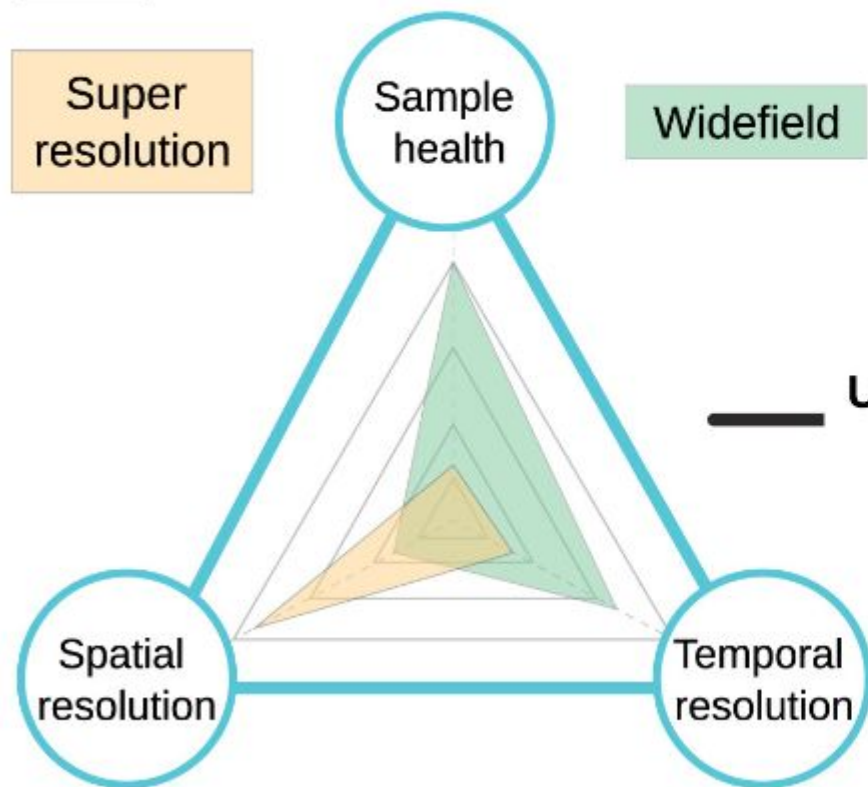 Super
resolution
Sample
health
Widefield
U
Spatial
resolution
Temporal
resolution